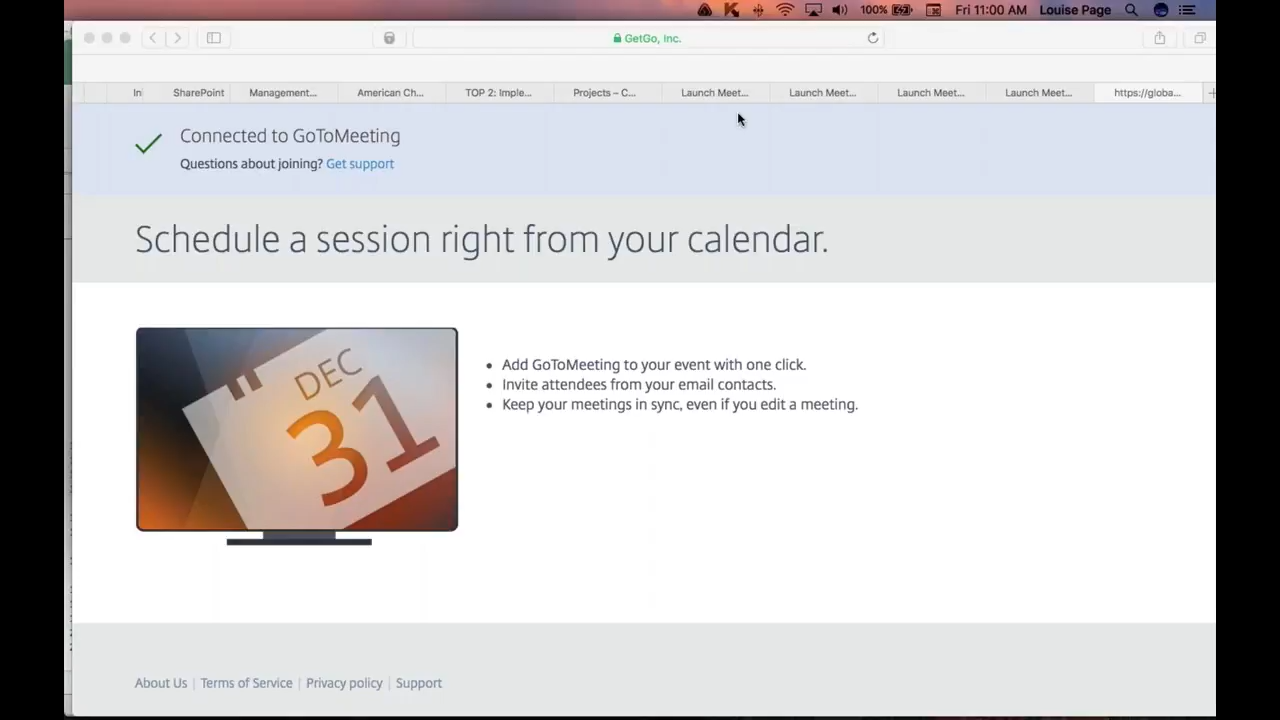 100% Fri 11:00 AM Louise Page
GetGo, Inc.
In SharePoint Management... American Ch... TOP 2: Imple... Projects – C... Launch Meet... Launch Meet... Launch Meet... Launch Meet... https://globa...
Connected to GoToMeeting
Questions about joining? Get support
Schedule a session right from your calendar.
DEC
31
Add GoToMeeting to your event with one click.
Invite attendees from your email contacts.
Keep your meetings in sync, even if you edit a meeting.
About Us | Terms of Service | Privacy policy | Support